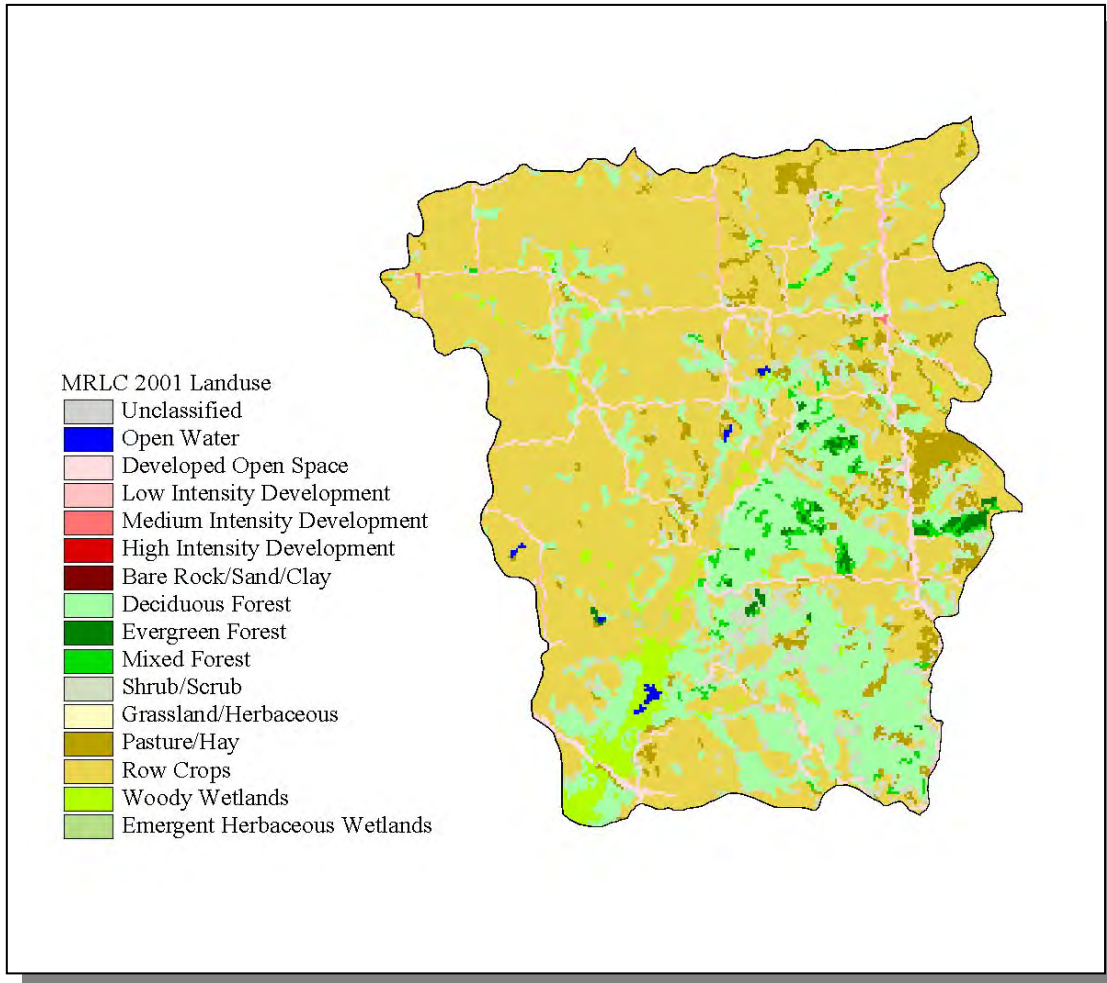 MRLC 2001 Landuse
Unclassified
Open Water
Developed Open Space
Low Intensity Development
Medium Intensity Development
High Intensity Development
Bare Rock/Sand/Clay
Deciduous Forest
Evergreen Forest
Mixed Forest
Shrub/Scrub
Grassland/Herbaceous
Pasture/Hay
Row Crops
Woody Wetlands
Emergent Herbaceous Wetlands